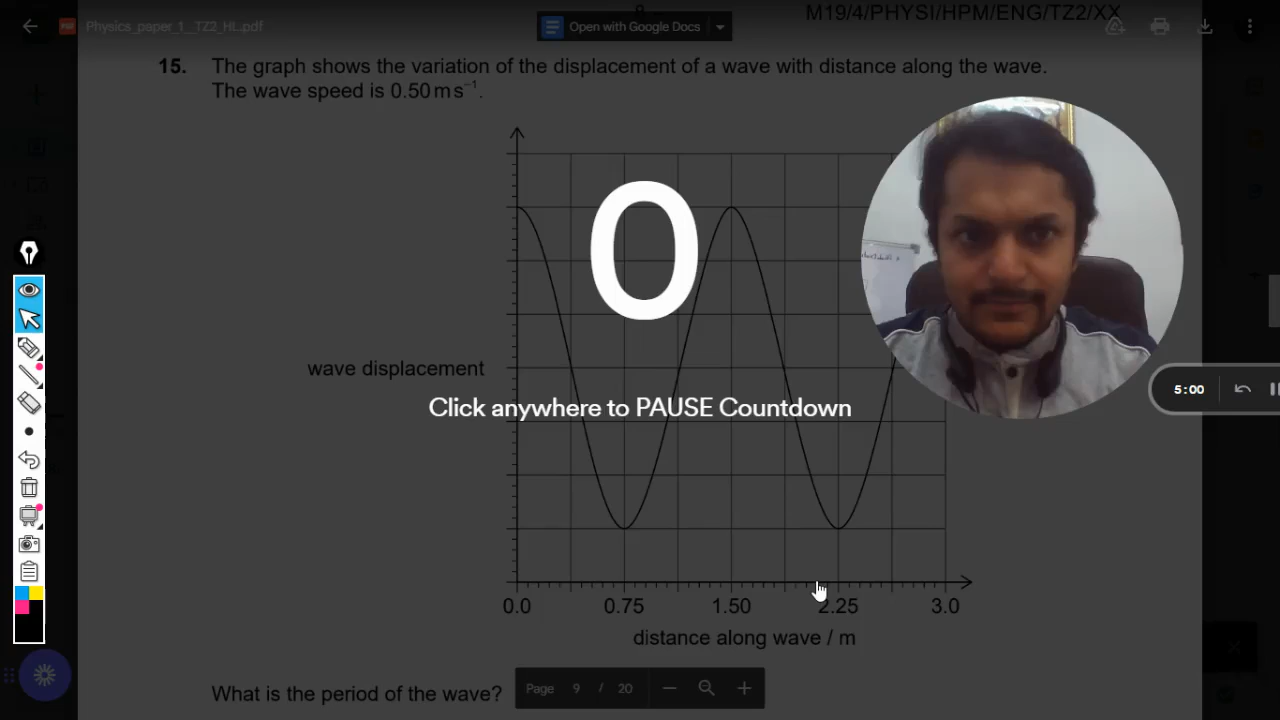 M19/4/PHYSI/HPM/ENG/TZ2/XX
Physics_paper_1__TZ2_HL.pdf
Open with Google Docs
15. The graph shows the variation of the displacement of a wave with distance along the wave.
The wave speed is 0.50 m s⁻¹.
0
wave displacement
Click anywhere to PAUSE Countdown
5:00
0.0 0.75 1.50 2.25 3.0
distance along wave / m
What is the period of the wave?
Page 9 / 20